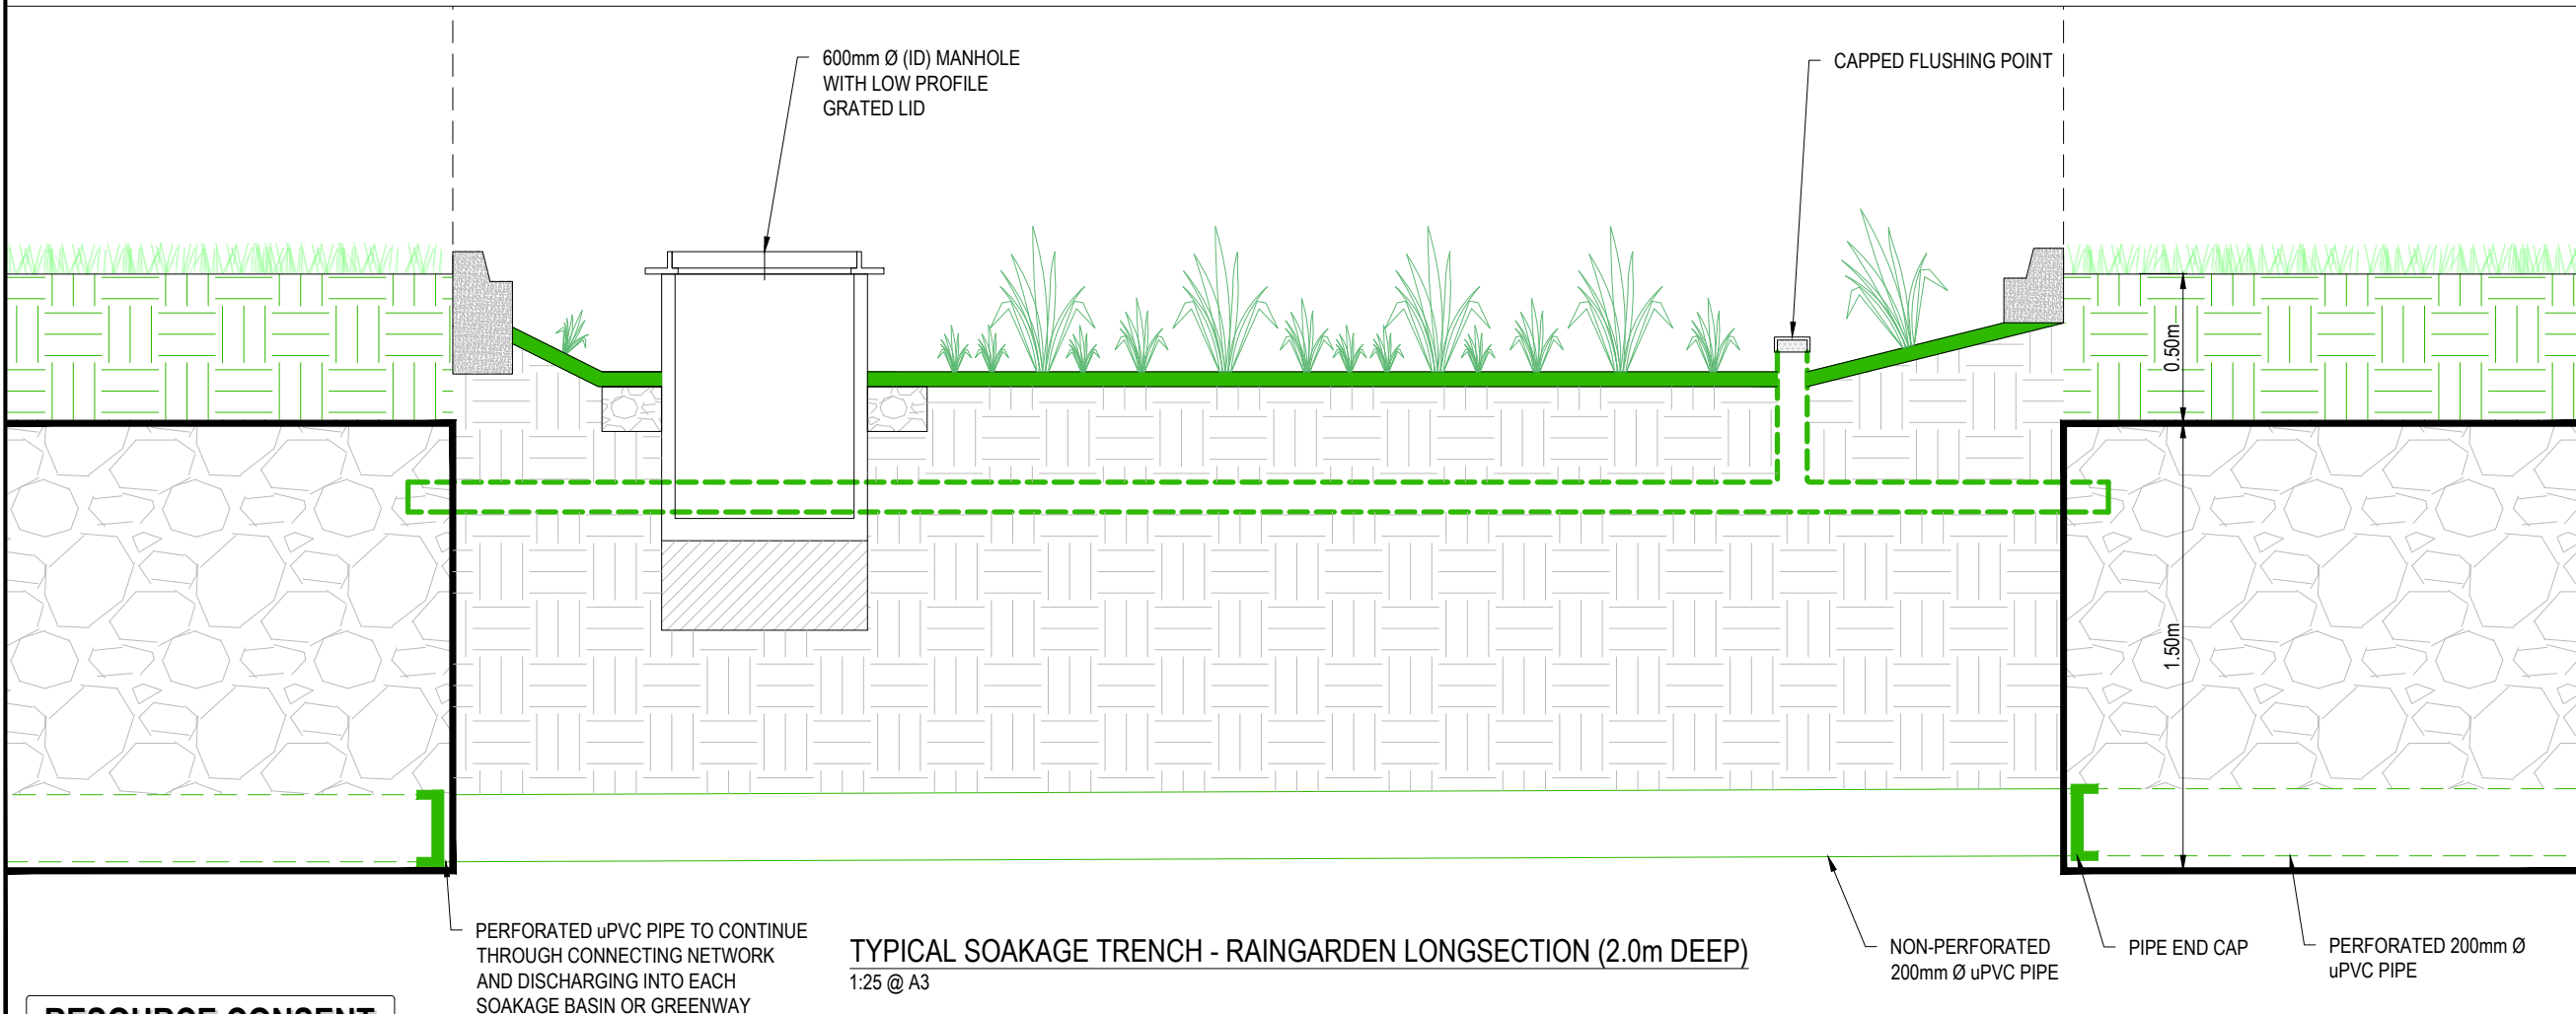 600mm Ø (ID) MANHOLE
WITH LOW PROFILE
GRATED LID
CAPPED FLUSHING POINT
0.50m
1.50m
PERFORATED uPVC PIPE TO CONTINUE
THROUGH CONNECTING NETWORK
AND DISCHARGING INTO EACH
SOAKAGE BASIN OR GREENWAY
TYPICAL SOAKAGE TRENCH - RAINGARDEN LONGSECTION (2.0m DEEP)
1:25 @ A3
NON-PERFORATED
200mm Ø uPVC PIPE
PIPE END CAP
PERFORATED 200mm Ø
uPVC PIPE
RESOURCE CONSENT